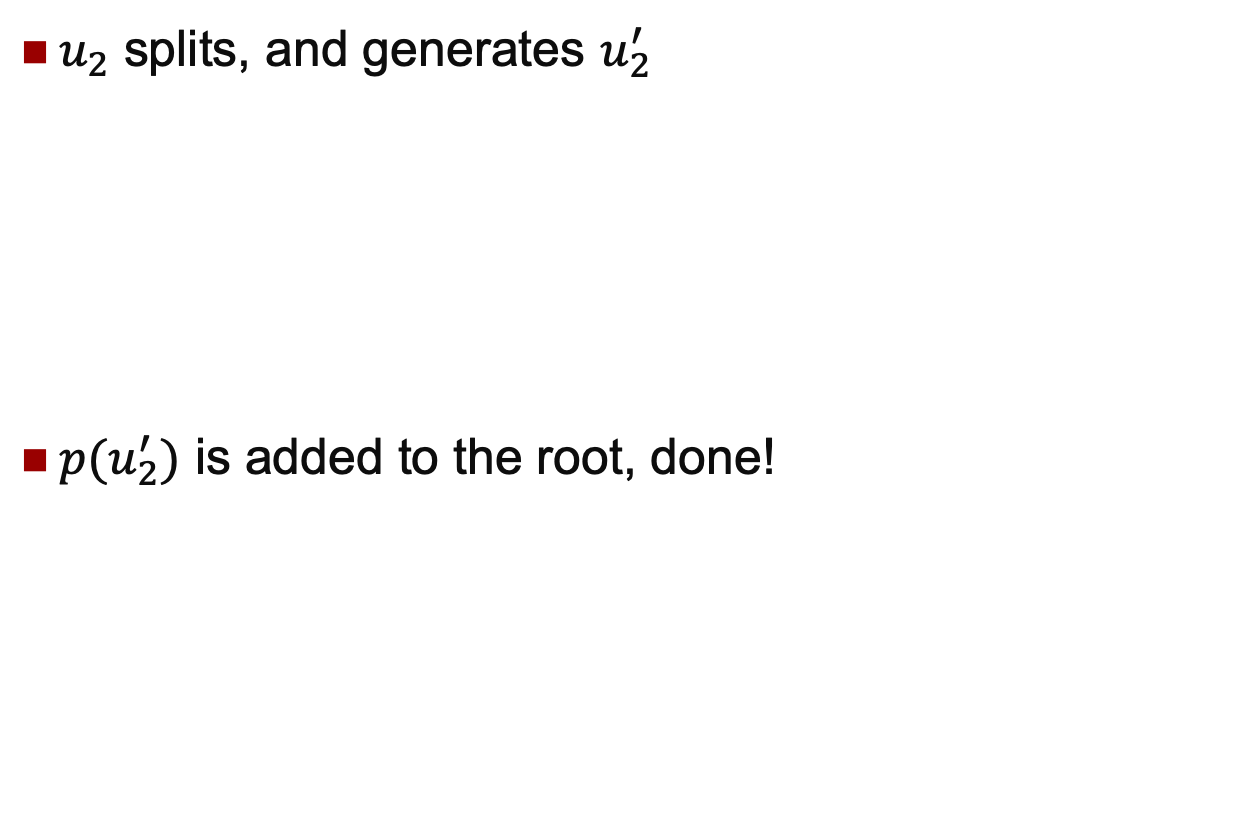 ■ u₂ splits, and generates u₂′
■ p(u₂′) is added to the root, done!